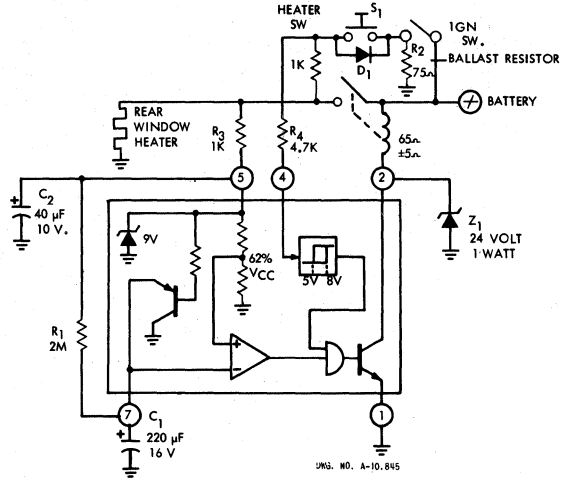 HEATER
SW
S1
1GN
SW.
BALLAST RESISTOR
R2
75Ω
D1
1K
BATTERY
REAR
WINDOW
HEATER
R3
1K
R4
4.7K
65Ω
±5Ω
5
4
2
C2
40 µF
10 V.
9V
62%
VCC
5V 8V
Z1
24 VOLT
1 WATT
R1
2M
+
−
7
C1
220 µF
16 V
1
DWG. NO. A-10,845